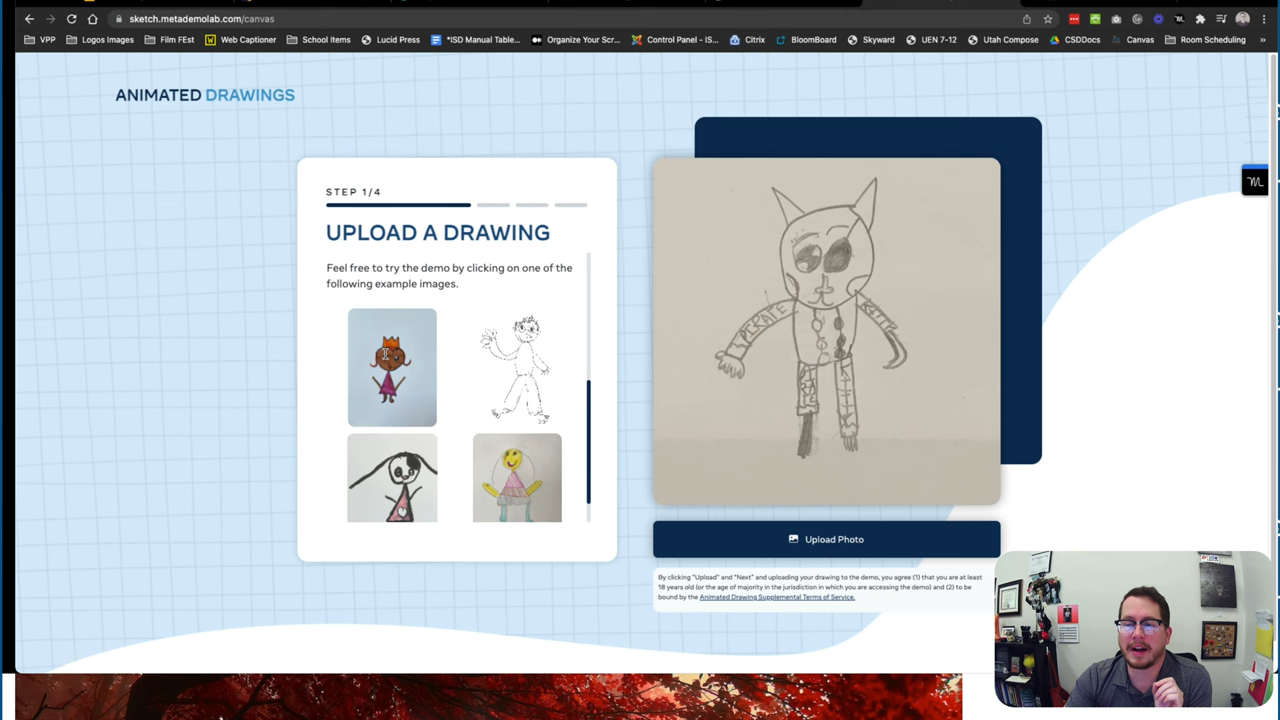 sketch.metademolab.com/canvas
VPP Logos Images Film FEst Web Captioner School Items Lucid Press *ISD Manual Table... Organize Your Scr... Control Panel - IS... Citrix BloomBoard Skyward UEN 7-12 Utah Compose CSDDocs Canvas Room Scheduling »
ANIMATED DRAWINGS
STEP 1/4
UPLOAD A DRAWING
Feel free to try the demo by clicking on one of the
following example images.
Upload Photo
By clicking "Upload" and "Next" and uploading your drawing to the demo, you agree (1) that you are at least
18 years old (or the age of majority in the jurisdiction in which you are accessing the demo) and (2) to be
bound by the Animated Drawing Supplemental Terms of Service.